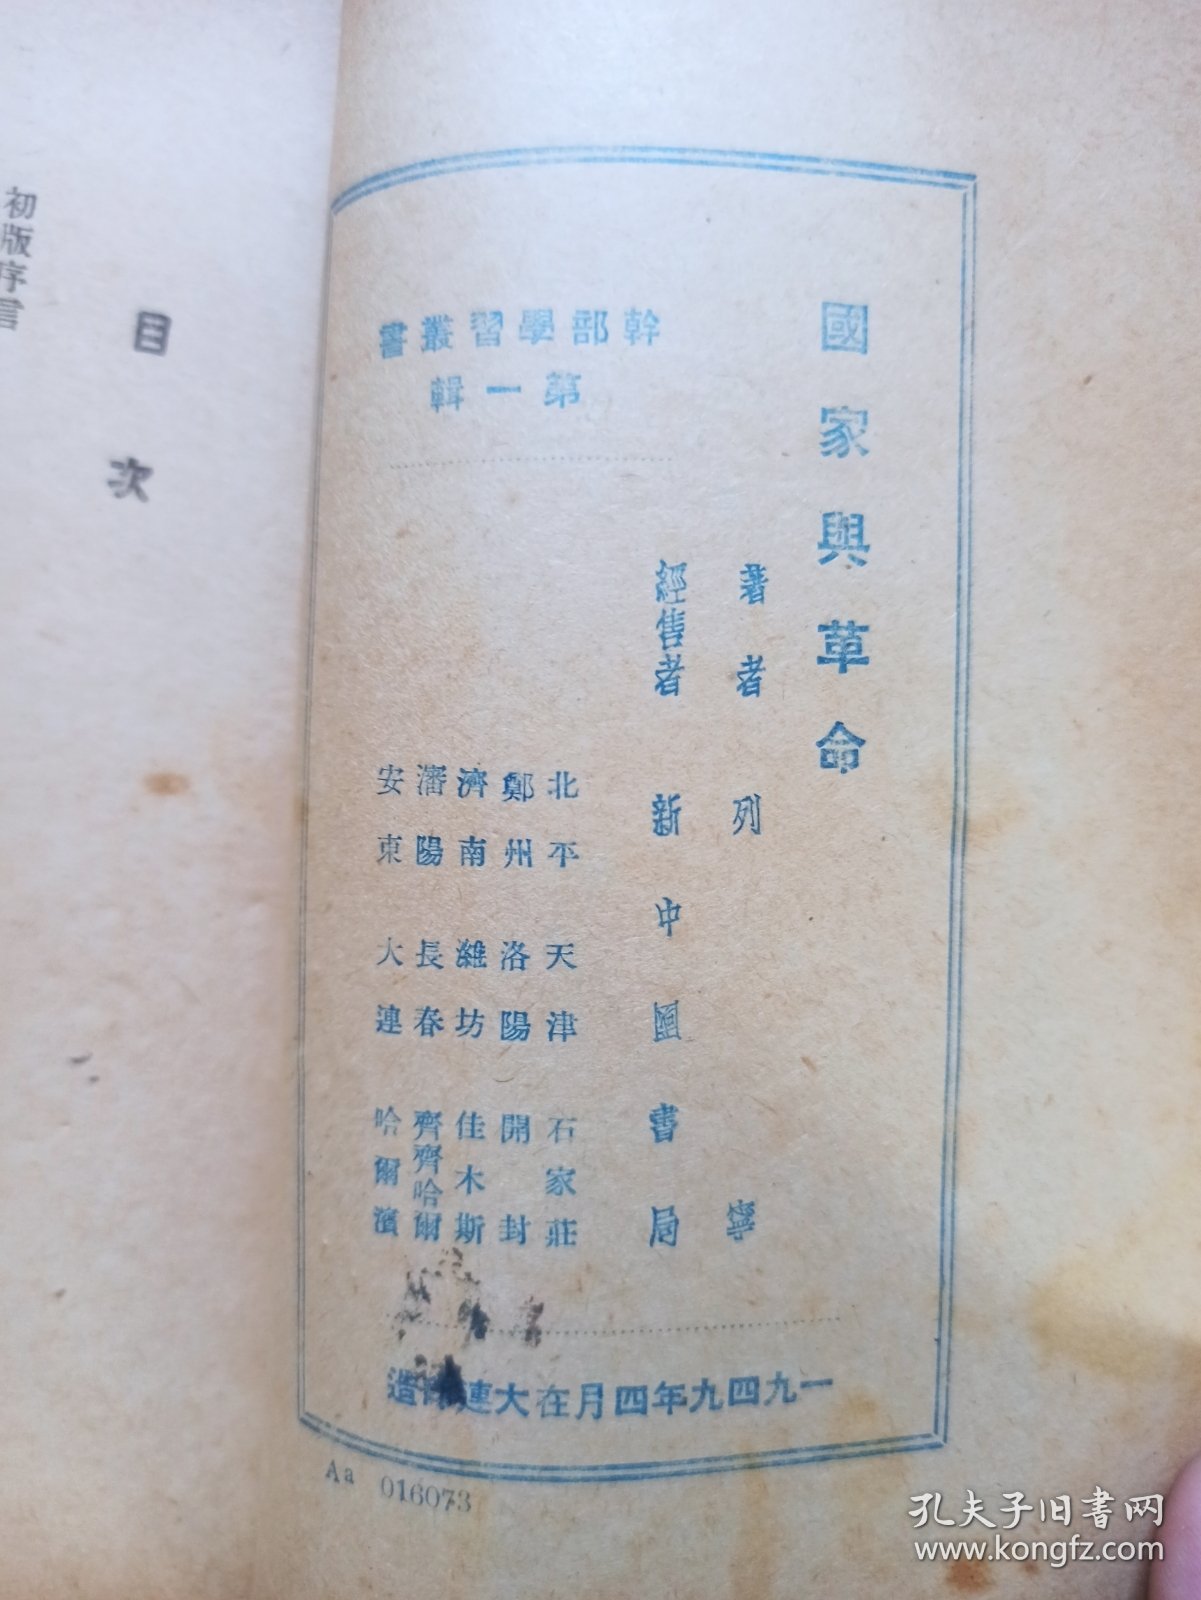 國家與革命
著者 列寧
經售者 新中國書局
北平 天津 石家莊
鄭州 洛陽 開封
濟南 濰坊 佳木斯
瀋陽 長春 齊齊哈爾
安東 大連 哈爾濱
幹部學習叢書
第一輯
一九四九年四月在大連印造
Aa 016073
目次
初版序言
孔夫子旧书网
www.kongfz.com